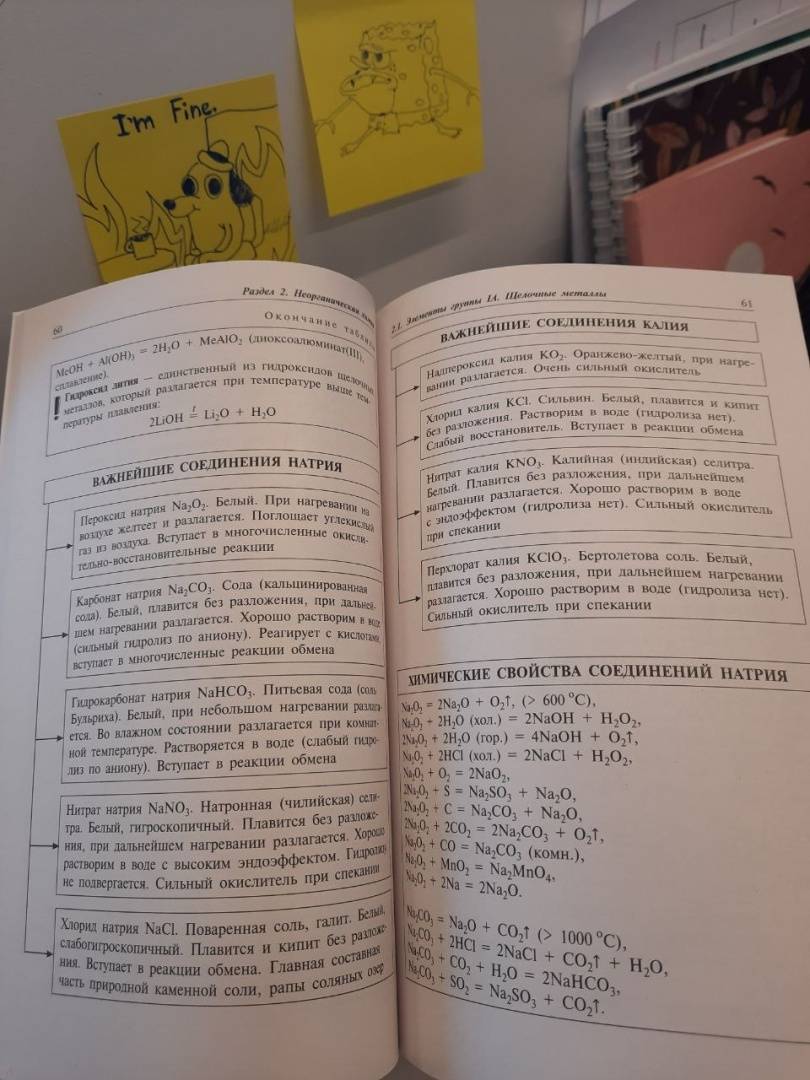 I'm Fine.
60
Раздел 2. Неорганическая
Окончание
MeOH + Al(OH)₃ = 2H₂O + MeAlO₂ (диоксоалюминат(III),
сплавление).
! Гидроксид лития — единственный из гидроксидов щелочных
металлов, который разлагается при температуре выше тем-
пературы плавления:
2LiOH =ᵗ Li₂O + H₂O
ВАЖНЕЙШИЕ СОЕДИНЕНИЯ НАТРИЯ
Пероксид натрия Na₂O₂. Белый. При нагревании на
воздухе желтеет и разлагается. Поглощает углекислый
газ из воздуха. Вступает в многочисленные окисли-
тельно-восстановительные реакции
Карбонат натрия Na₂CO₃. Сода (кальцинированная
сода). Белый, плавится без разложения, при дальней-
шем нагревании разлагается. Хорошо растворим в воде
(сильный гидролиз по аниону). Реагирует с кислотами,
вступает в многочисленные реакции обмена
Гидрокарбонат натрия NaHCO₃. Питьевая сода (соль
Бульриха). Белый, при небольшом нагревании разлага-
ется. Во влажном состоянии разлагается при комнат-
ной температуре. Растворяется в воде (слабый гидро-
лиз по аниону). Вступает в реакции обмена
Нитрат натрия NaNO₃. Натронная (чилийская) сели-
тра. Белый, гигроскопичный. Плавится без разложе-
ния, при дальнейшем нагревании разлагается. Хорошо
растворим в воде с высоким эндоэффектом. Гидролизу
не подвергается. Сильный окислитель при спекании
Хлорид натрия NaCl. Поваренная соль, галит. Белый,
слабогигроскопичный. Плавится и кипит без разложе-
ния. Вступает в реакции обмена. Главная составная
часть природной каменной соли, рапы соляных озер
2.1. Элементы группы IA. Щелочные металлы
61
ВАЖНЕЙШИЕ СОЕДИНЕНИЯ КАЛИЯ
Надпероксид калия KO₂. Оранжево-желтый, при нагре-
вании разлагается. Очень сильный окислитель
Хлорид калия KCl. Сильвин. Белый, плавится и кипит
без разложения. Растворим в воде (гидролиза нет).
Слабый восстановитель. Вступает в реакции обмена
Нитрат калия KNO₃. Калийная (индийская) селитра.
Белый. Плавится без разложения, при дальнейшем
нагревании разлагается. Хорошо растворим в воде
с эндоэффектом (гидролиза нет). Сильный окислитель
при спекании
Перхлорат калия KClO₃. Бертолетова соль. Белый,
плавится без разложения, при дальнейшем нагревании
разлагается. Хорошо растворим в воде (гидролиза нет).
Сильный окислитель при спекании
ХИМИЧЕСКИЕ СВОЙСТВА СОЕДИНЕНИЙ НАТРИЯ
Na₂O₂ = 2Na₂O + O₂↑, (> 600 °C),
Na₂O₂ + 2H₂O (хол.) = 2NaOH + H₂O₂,
2Na₂O₂ + 2H₂O (гор.) = 4NaOH + O₂↑,
Na₂O₂ + 2HCl (хол.) = 2NaCl + H₂O₂,
Na₂O₂ + O₂ = 2NaO₂,
2Na₂O₂ + S = Na₂SO₃ + Na₂O,
2Na₂O₂ + C = Na₂CO₃ + Na₂O,
2Na₂O₂ + 2CO₂ = 2Na₂CO₃ + O₂↑,
Na₂O₂ + CO = Na₂CO₃ (комн.),
Na₂O₂ + MnO₂ = Na₂MnO₄,
Na₂O₂ + 2Na = 2Na₂O.
Na₂CO₃ = Na₂O + CO₂↑ (> 1000 °C),
Na₂CO₃ + 2HCl = 2NaCl + CO₂↑ + H₂O,
Na₂CO₃ + CO₂ + H₂O = 2NaHCO₃,
Na₂CO₃ + SO₂ = Na₂SO₃ + CO₂↑.